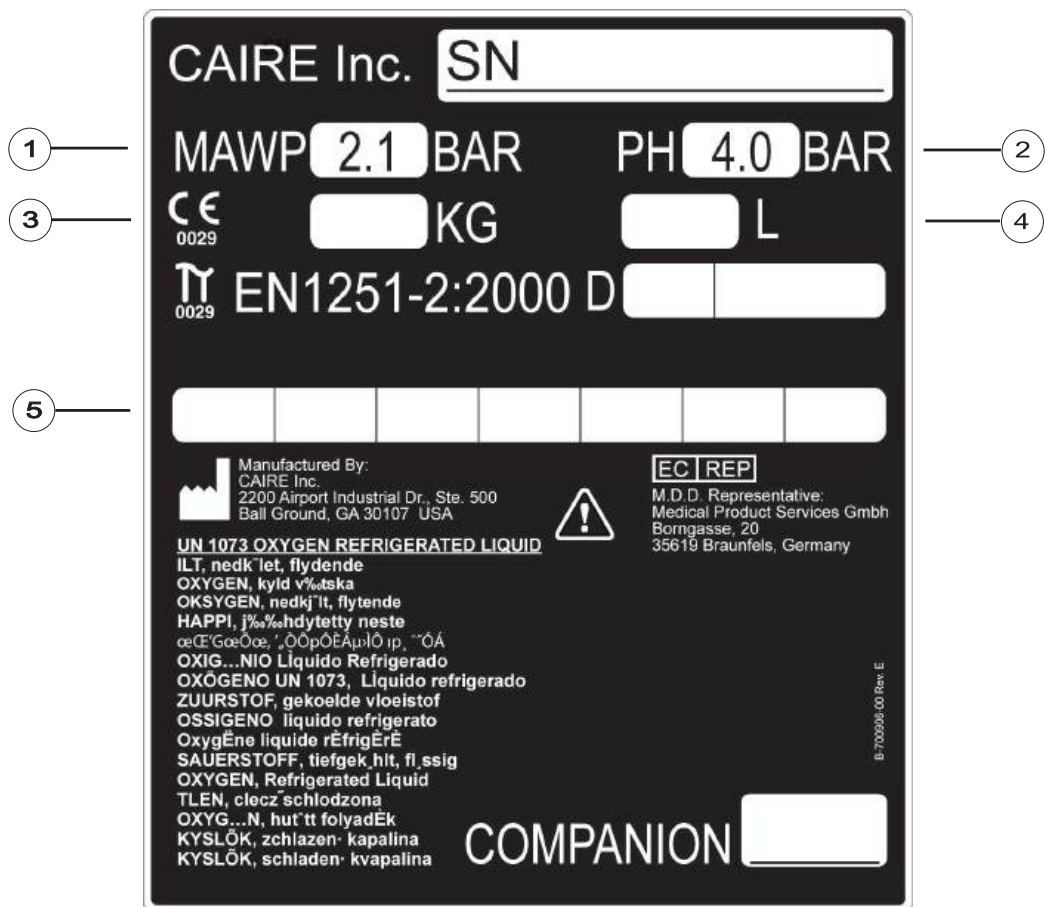 CAIRE Inc. SN
1 MAWP 2.1 BAR PH 4.0 BAR 2
3 CE 0029 KG L 4
0029 EN1251-2:2000 D
5
Manufactured By:
CAIRE Inc.
2200 Airport Industrial Dr., Ste. 500
Ball Ground, GA 30107 USA
EC REP
M.D.D. Representative:
Medical Product Services Gmbh
Borngasse, 20
35619 Braunfels, Germany
UN 1073 OXYGEN REFRIGERATED LIQUID
ILT, nedk¨let, flydende
OXYGEN, kyld v‰tska
OKSYGEN, nedkj¨lt, flytende
HAPPI, j‰‰hdytetty neste
OXIG...NIO Lìquido Refrigerado
OXÕGENO UN 1073, Lìquido refrigerado
ZUURSTOF, gekoelde vloeistof
OSSIGENO liquido refrigerato
OxygËne liquide rÈfrigÈrÈ
SAUERSTOFF, tiefgek¸hlt, fl¸ssig
OXYGEN, Refrigerated Liquid
TLEN, clecz˜schlodzona
OXYG...N, hutˆtt folyadÈk
KYSLÕK, zchlazen· kapalina
KYSLÕK, schladen· kvapalina
B-700906-00 Rev. E
COMPANION